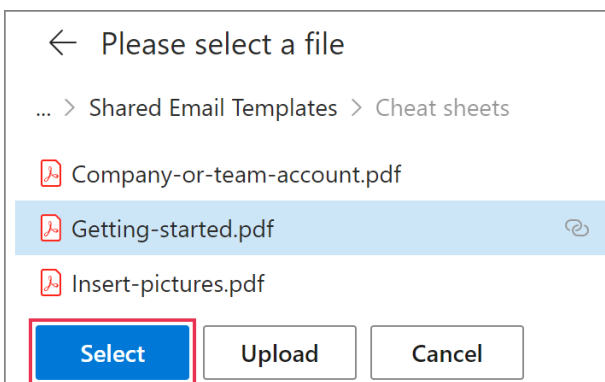 Please select a file
... > Shared Email Templates > Cheat sheets
Company-or-team-account.pdf
Getting-started.pdf
Insert-pictures.pdf
Select Upload Cancel